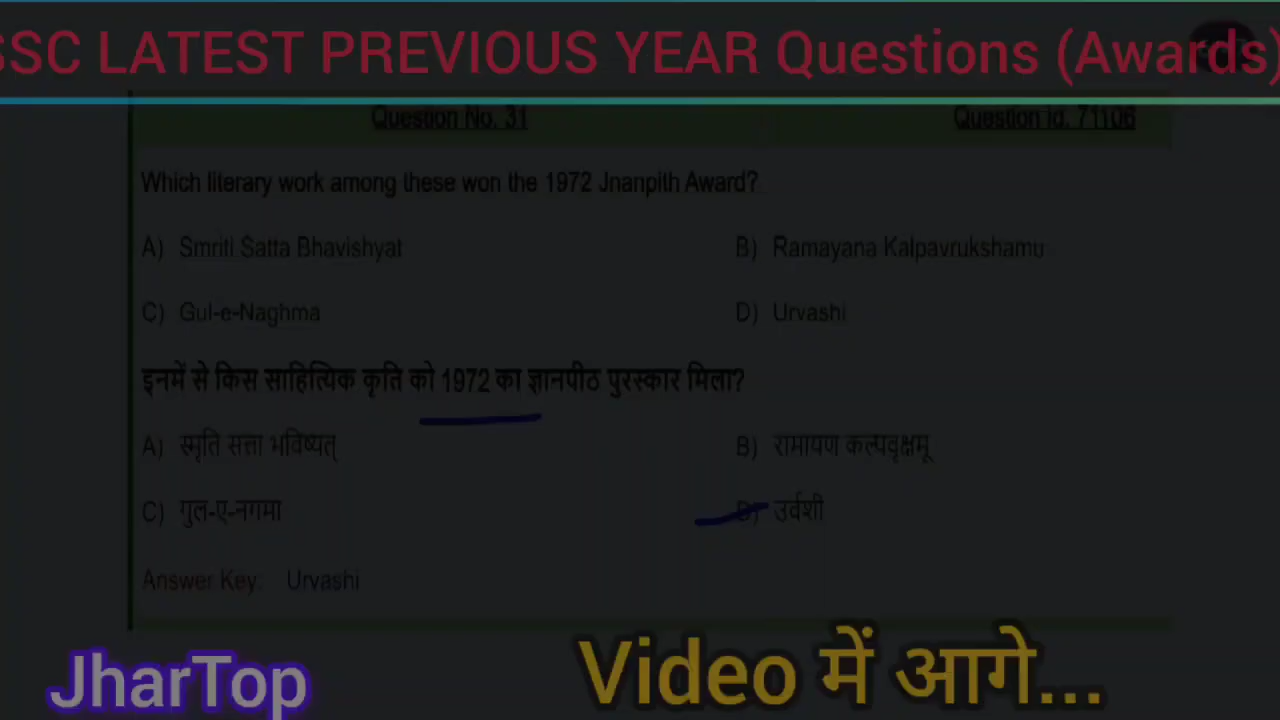 SSC LATEST PREVIOUS YEAR Questions (Awards)
Question No. 31 Question Id. 71106
Which literary work among these won the 1972 Jnanpith Award?
A) Smriti Satta Bhavishyat B) Ramayana Kalpavrukshamu
C) Gul-e-Naghma D) Urvashi
इनमें से किस साहित्यिक कृति को 1972 का ज्ञानपीठ पुरस्कार मिला?
A) स्मृति सत्ता भविष्यत् B) रामायण कल्पवृक्षमू
C) गुल-ए-नगमा D) उर्वशी
Answer Key: Urvashi
JharTop Video में आगे...